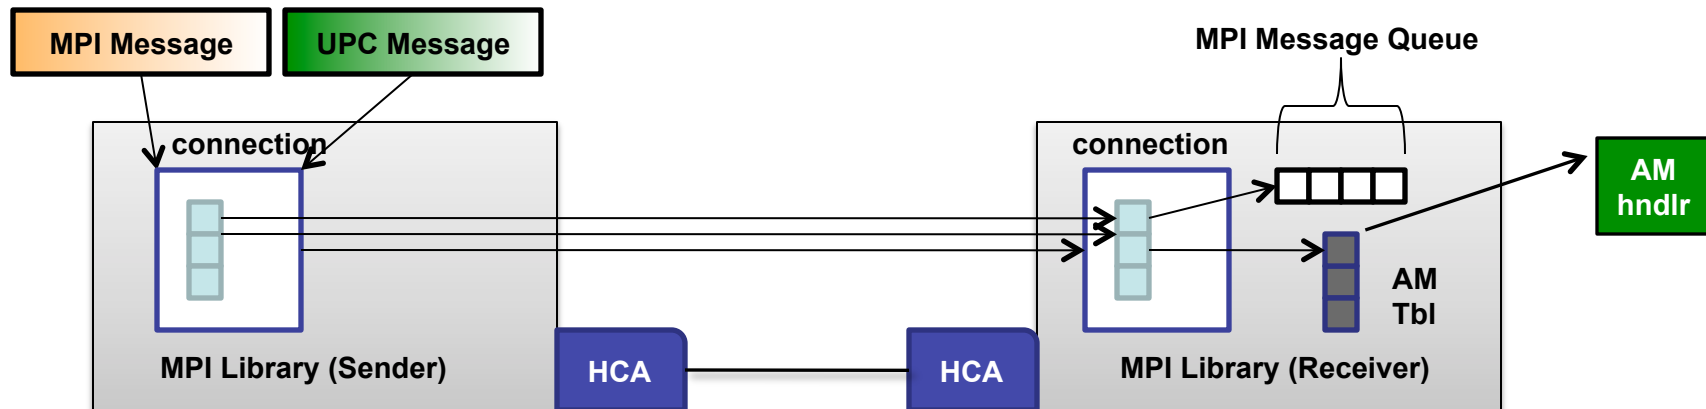 MPI Message
UPC Message
MPI Message Queue
connection
connection
AM
hndlr
AM
Tbl
MPI Library (Sender)
HCA
HCA
MPI Library (Receiver)